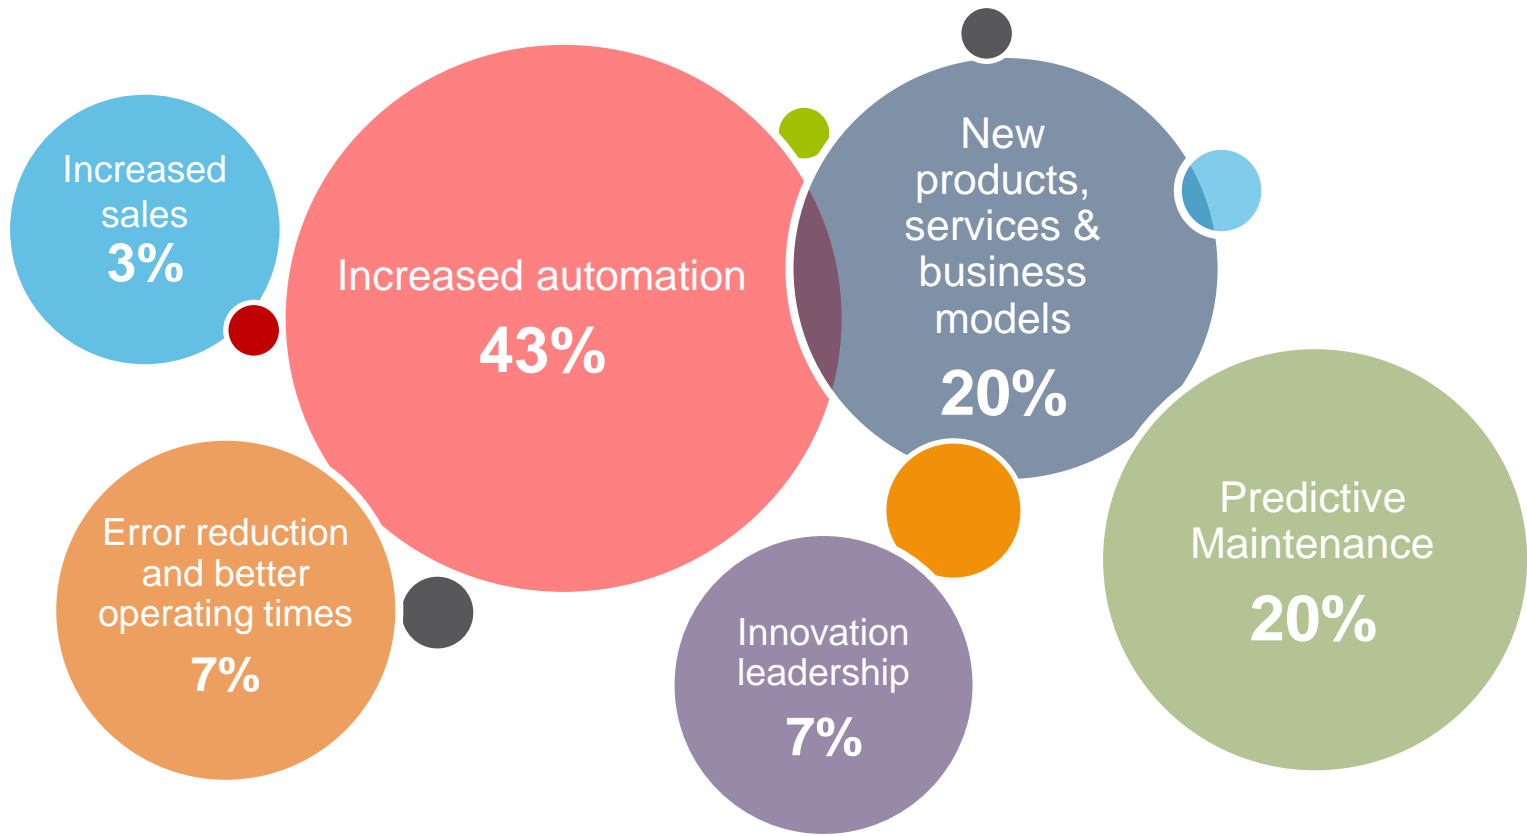 Increased
sales
3%
Increased automation
43%
New
products,
services &
business
models
20%
Error reduction
and better
operating times
7%
Innovation
leadership
7%
Predictive
Maintenance
20%